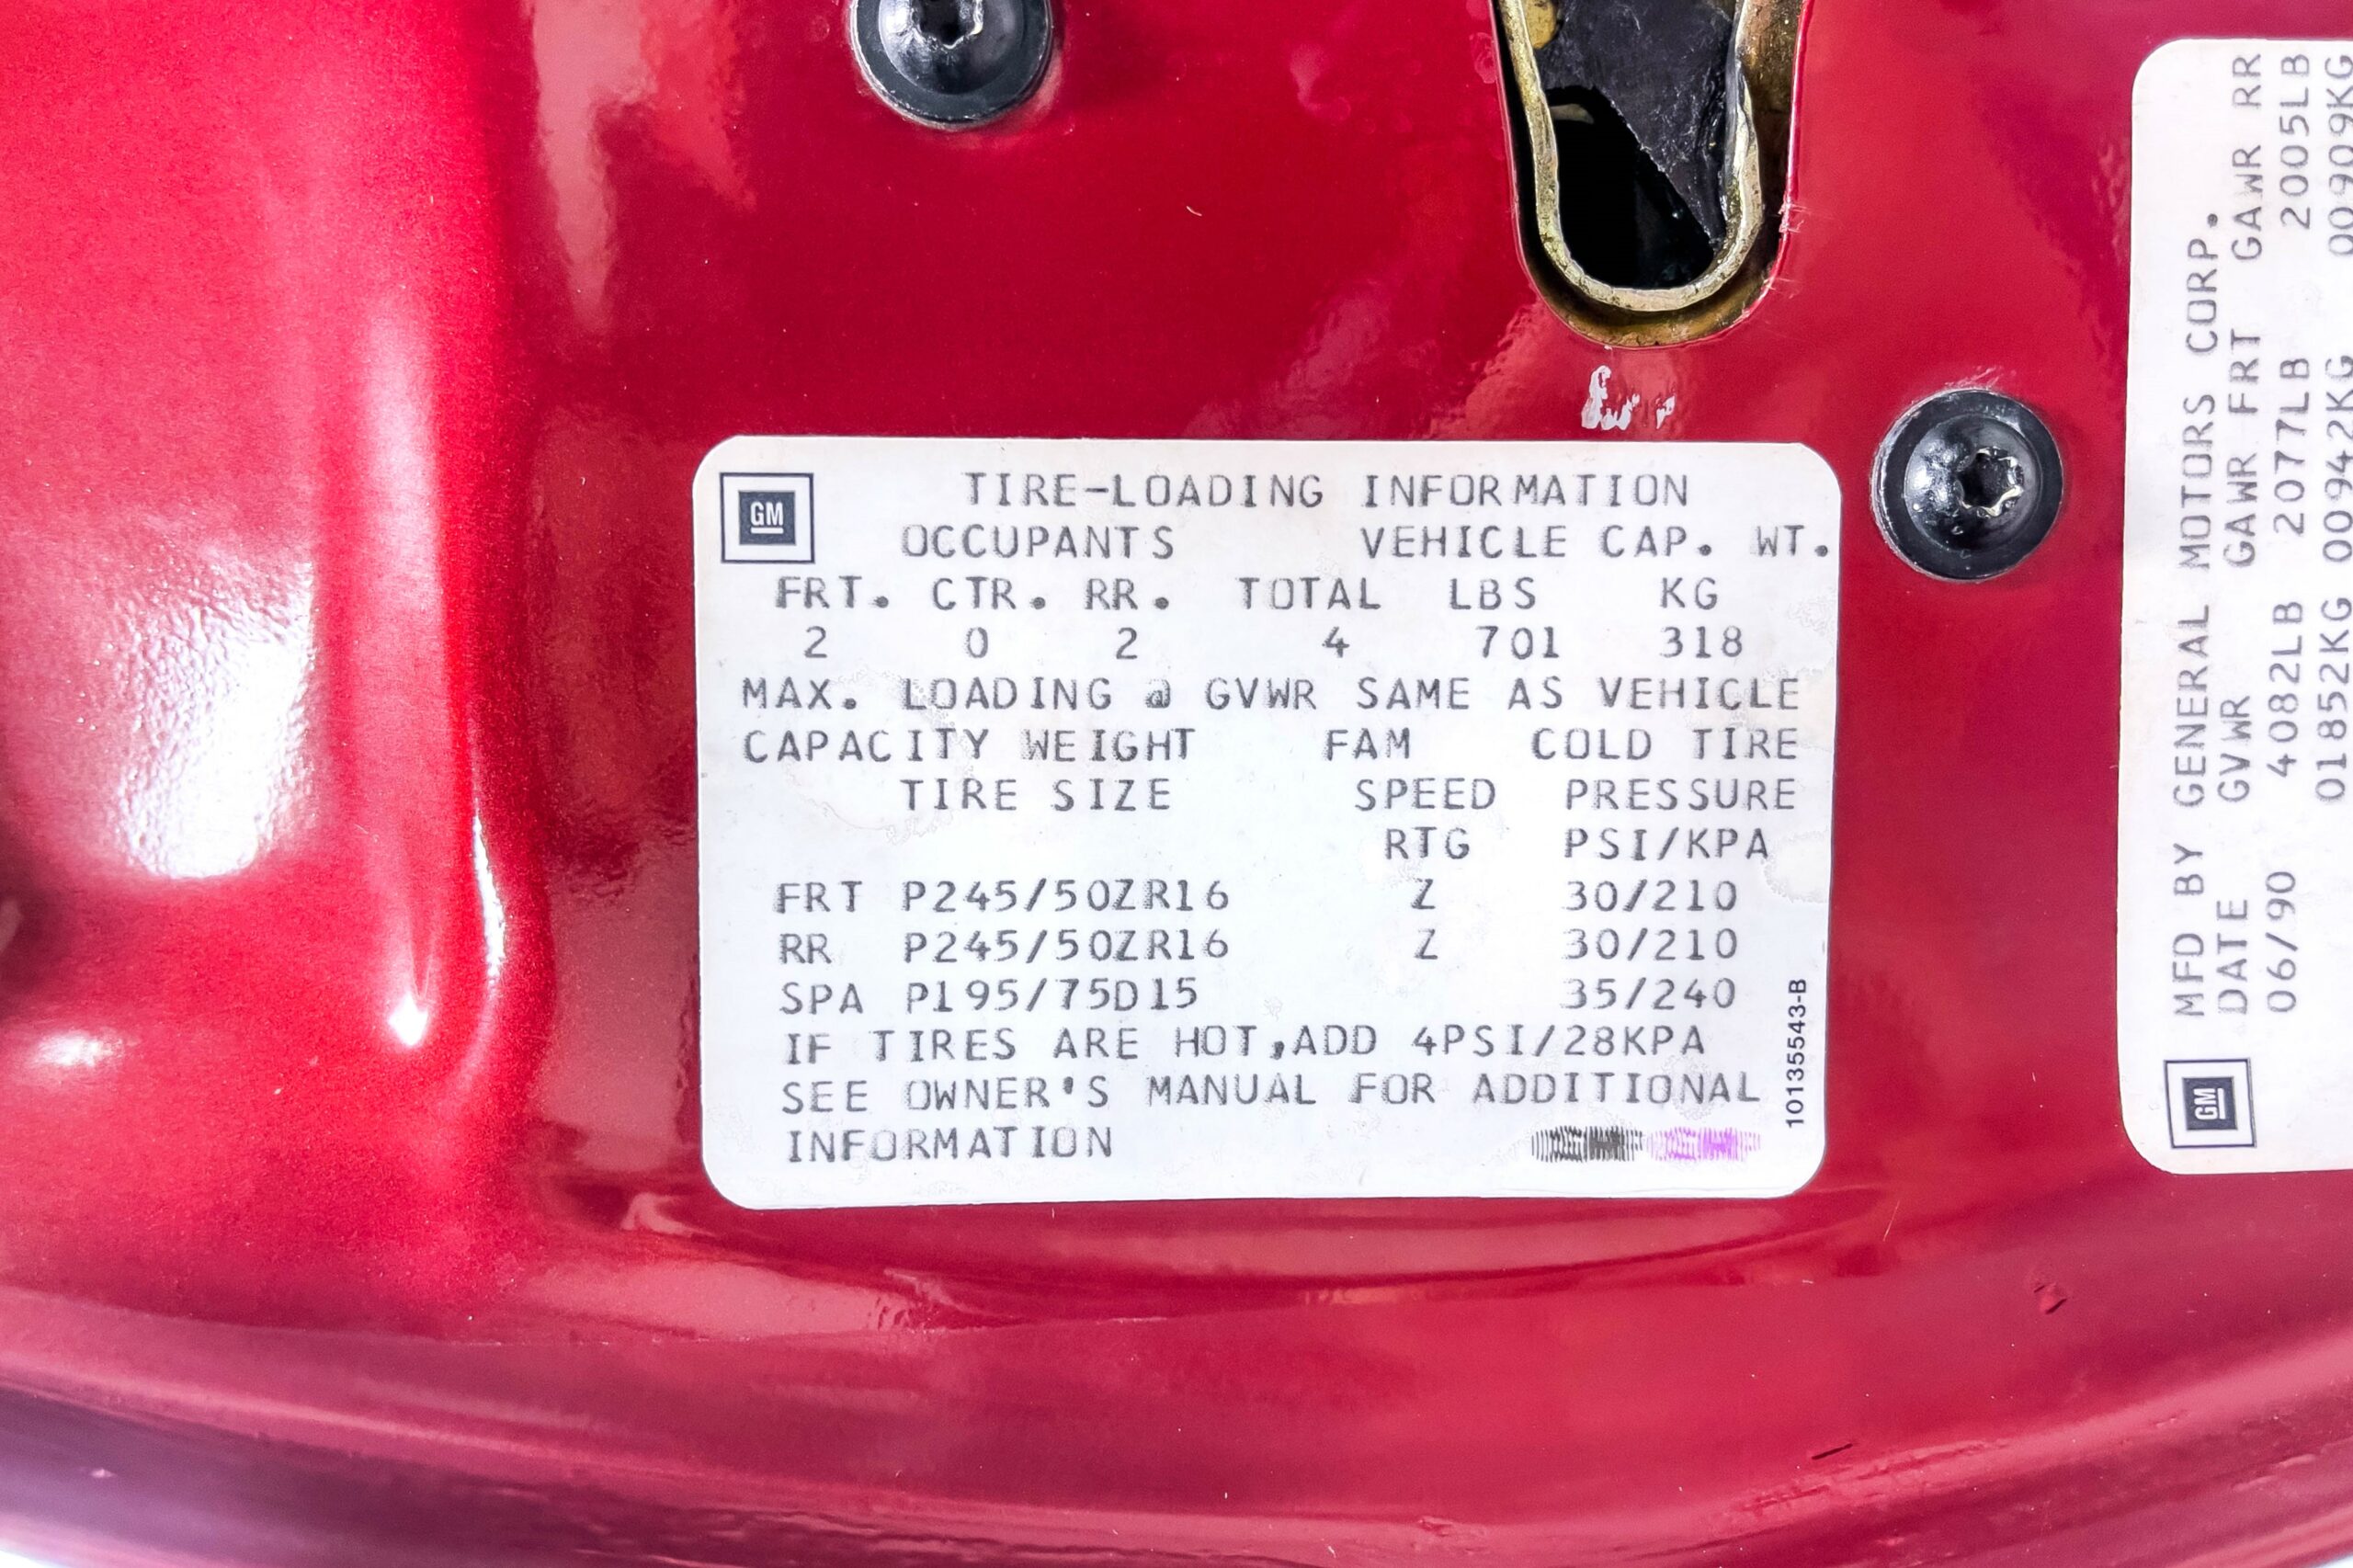 GM
TIRE-LOADING INFORMATION
OCCUPANTS VEHICLE CAP. WT.
FRT. CTR. RR. TOTAL LBS KG
2 0 2 4 701 318
MAX. LOADING @ GVWR SAME AS VEHICLE
CAPACITY WEIGHT FAM COLD TIRE
TIRE SIZE SPEED PRESSURE
RTG PSI/KPA
FRT P245/50ZR16 Z 30/210
RR P245/50ZR16 Z 30/210
SPA P195/75D15 35/240
IF TIRES ARE HOT,ADD 4PSI/28KPA
SEE OWNER'S MANUAL FOR ADDITIONAL
INFORMATION
10135543-B
GM
MFD BY GENERAL MOTORS CORP.
DATE GVWR GAWR FRT GAWR RR
06/90 4082LB 2077LB 2005LB
01852KG 00942KG 00909KG